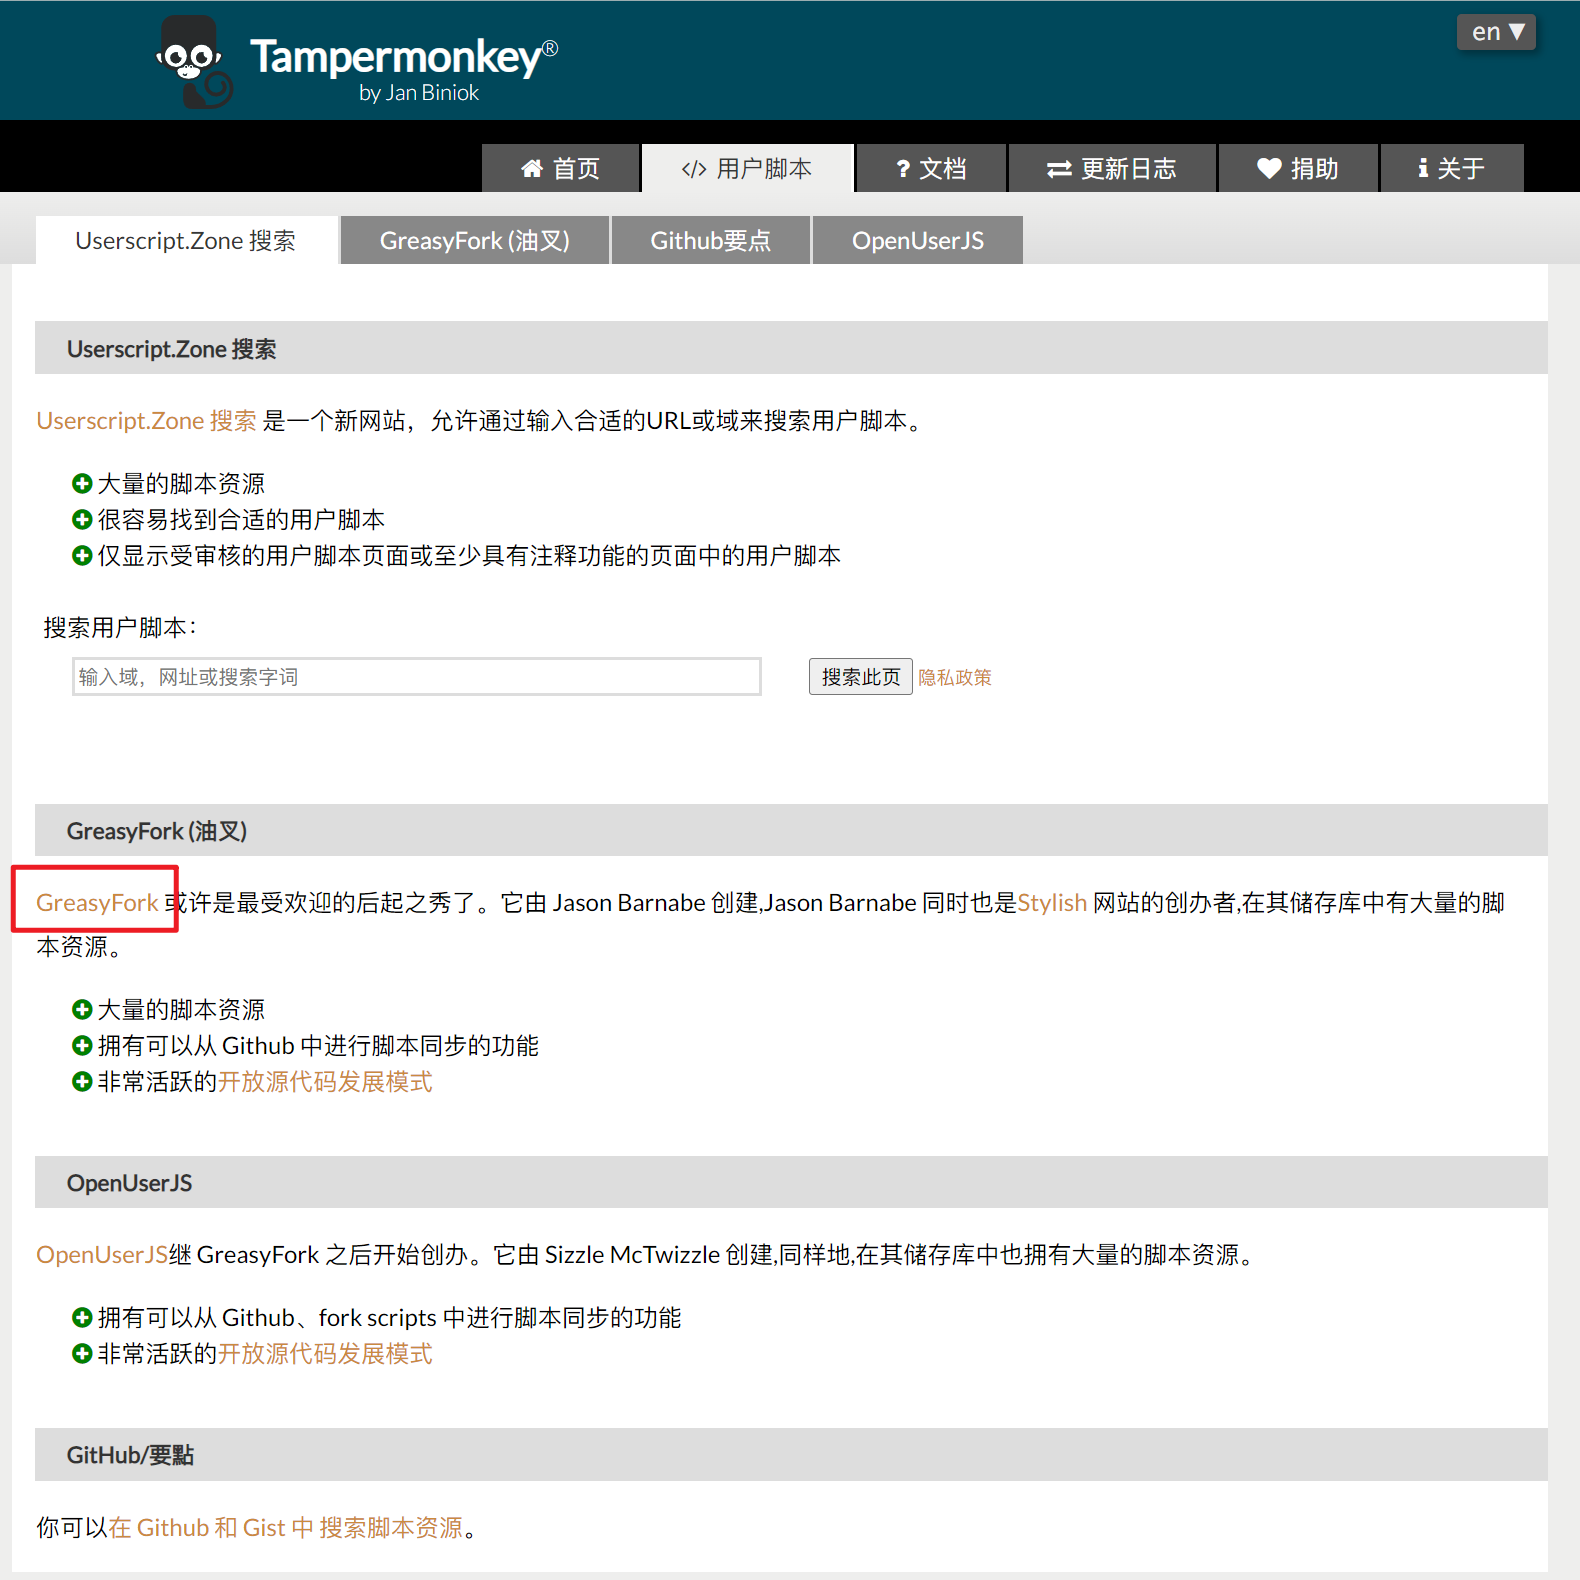 Tampermonkey®
by Jan Biniok
en ▼
首页
</> 用户脚本
? 文档
更新日志
捐助
关于
Userscript.Zone 搜索
GreasyFork (油叉)
Github要点
OpenUserJS
Userscript.Zone 搜索
Userscript.Zone 搜索 是一个新网站，允许通过输入合适的URL或域来搜索用户脚本。
大量的脚本资源
很容易找到合适的用户脚本
仅显示受审核的用户脚本页面或至少具有注释功能的页面中的用户脚本
搜索用户脚本：
输入域，网址或搜索字词
搜索此页 隐私政策
GreasyFork (油叉)
GreasyFork 或许是最受欢迎的后起之秀了。它由 Jason Barnabe 创建,Jason Barnabe 同时也是Stylish 网站的创办者,在其储存库中有大量的脚
本资源。
大量的脚本资源
拥有可以从 Github 中进行脚本同步的功能
非常活跃的开放源代码发展模式
OpenUserJS
OpenUserJS继 GreasyFork 之后开始创办。它由 Sizzle McTwizzle 创建,同样地,在其储存库中也拥有大量的脚本资源。
拥有可以从 Github、fork scripts 中进行脚本同步的功能
非常活跃的开放源代码发展模式
GitHub/要點
你可以在 Github 和 Gist 中 搜索脚本资源。